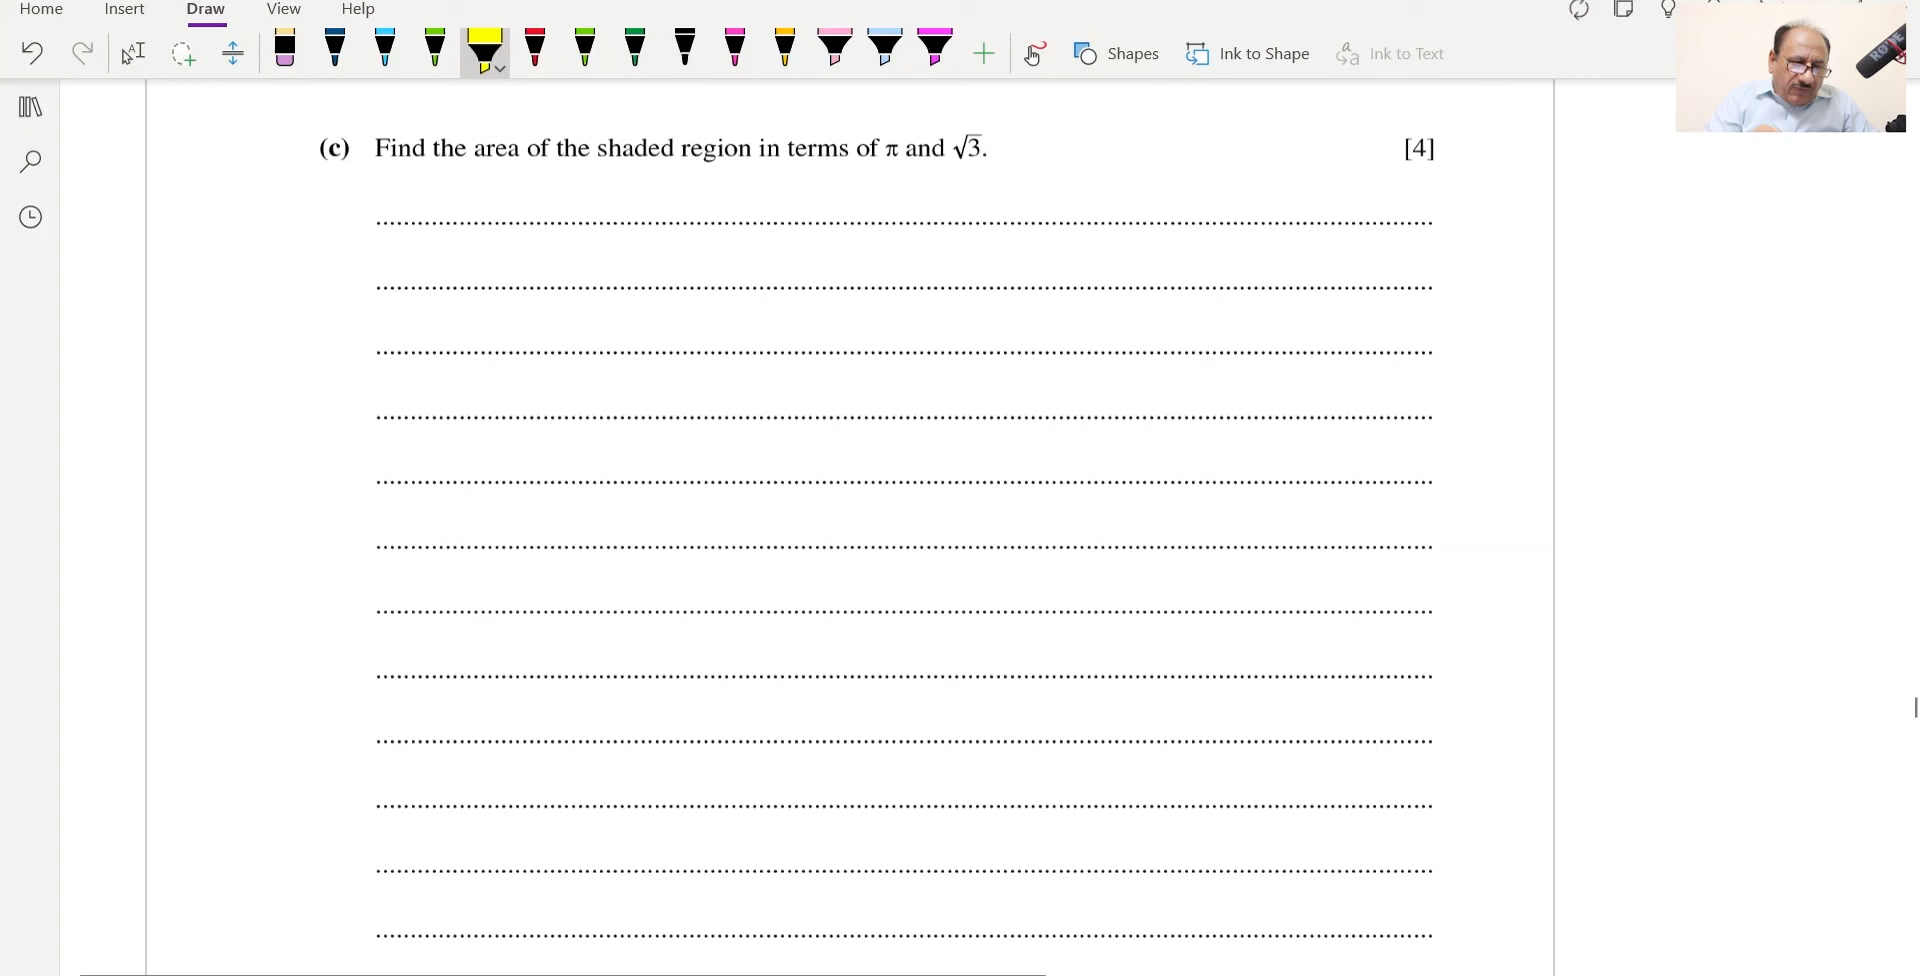 Home Insert Draw View Help
Shapes Ink to Shape Ink to Text
(c) Find the area of the shaded region in terms of π and √3. [4]
RØDE